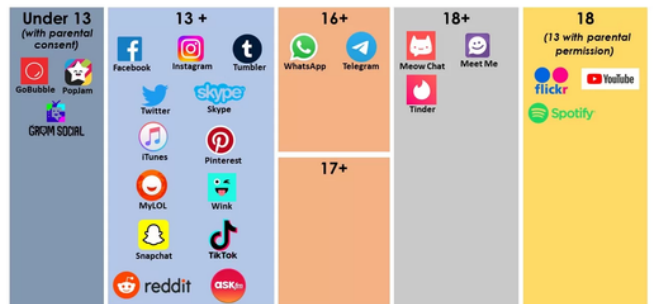 Under 13
(with parental
consent)
GoBubble
PopJam
GROM SOCIAL
13 +
Facebook
Instagram
Tumbler
Twitter
skype
Skype
iTunes
Pinterest
MyLOL
Wink
Snapchat
TikTok
reddit
ASKfm
16+
WhatsApp
Telegram
17+
18+
Meow Chat
Meet Me
Tinder
18
(13 with parental
permission)
flickr
YouTube
Spotify